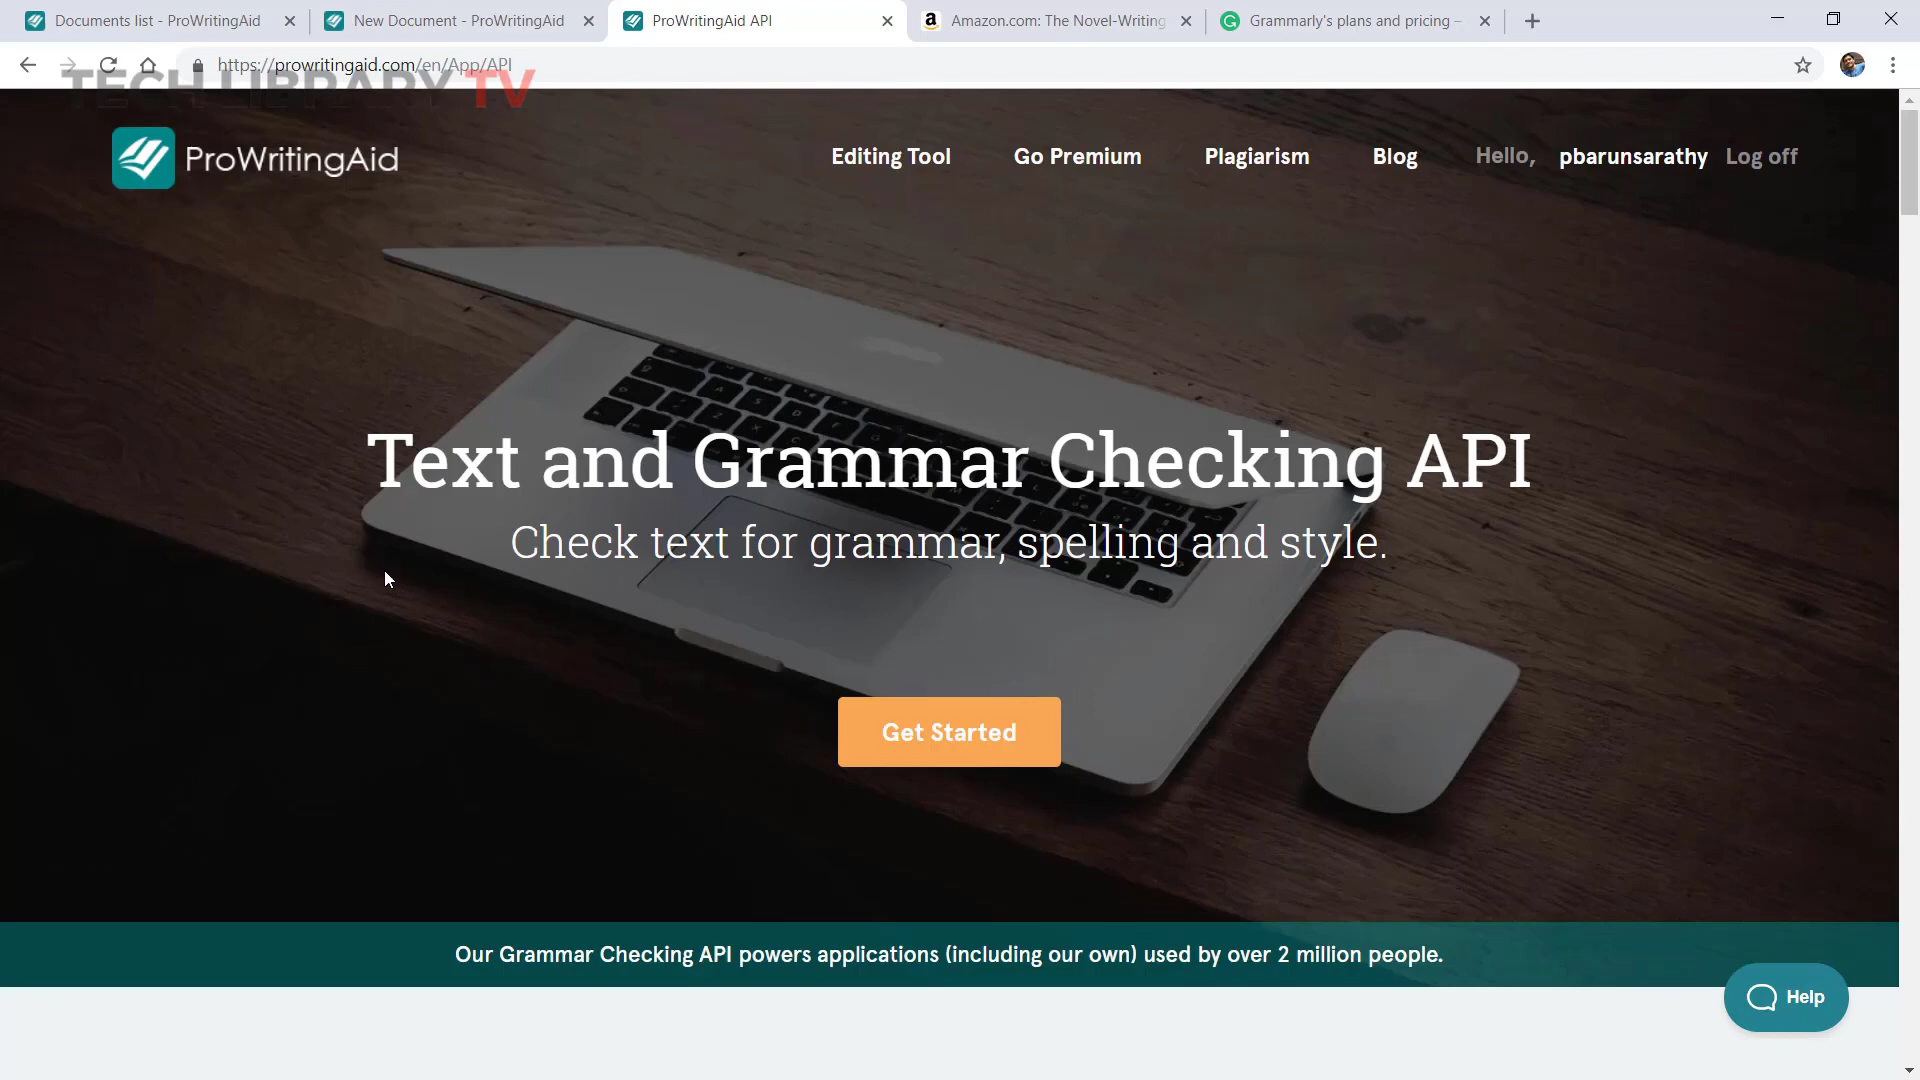 Documents list - ProWritingAid
New Document - ProWritingAid
ProWritingAid API
Amazon.com: The Novel-Writing
Grammarly's plans and pricing –
https://prowritingaid.com/en/App/API
TECH LIBRARY TV
ProWritingAid
Editing Tool
Go Premium
Plagiarism
Blog
Hello, pbarunsarathy
Log off
Text and Grammar Checking API
Check text for grammar, spelling and style.
Get Started
Our Grammar Checking API powers applications (including our own) used by over 2 million people.
Help